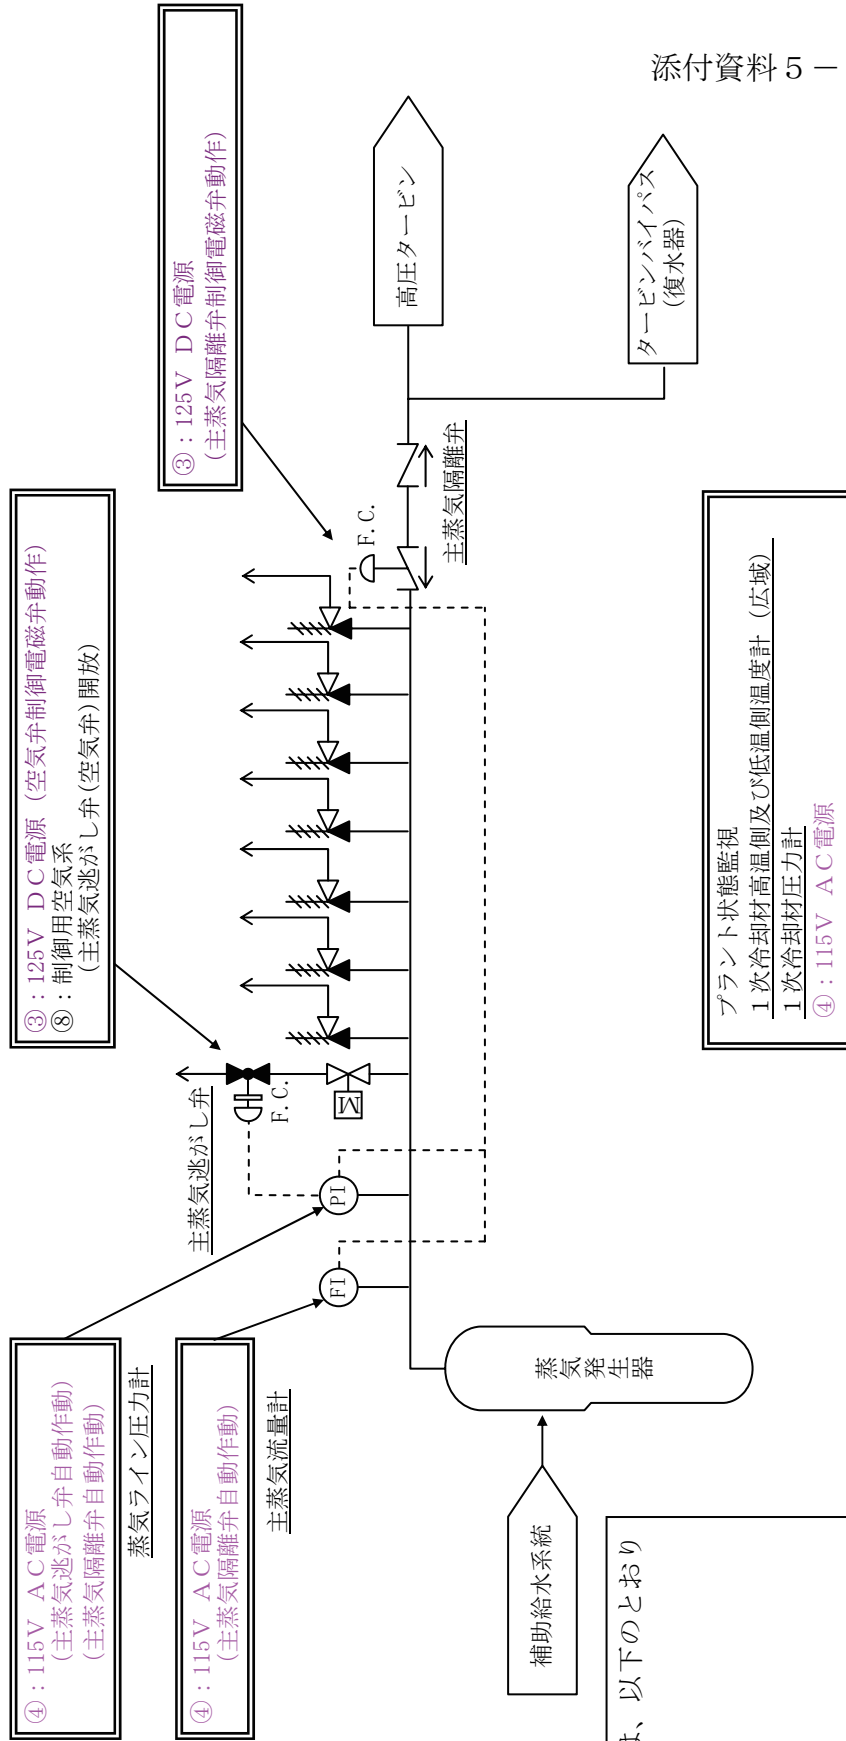 添付資料５－
④：115V AC電源
(主蒸気逃がし弁自動作動)
(主蒸気隔離弁自動作動)
蒸気ライン圧力計
④：115V AC電源
(主蒸気隔離弁自動作動)
主蒸気流量計
③：125V DC電源 (空気弁制御電磁弁動作)
⑧：制御用空気系
(主蒸気逃がし弁(空気弁)開放)
③：125V DC電源
(主蒸気隔離弁制御電磁弁動作)
主蒸気逃がし弁
F.C.
M
PI
FI
F.C.
主蒸気隔離弁
高圧タービン
タービンバイパス
(復水器)
蒸気発生器
補助給水系統
プラント状態監視
１次冷却材高温側及び低温側温度計 (広域)
１次冷却材圧力計
④：115V AC電源
は、以下のとおり